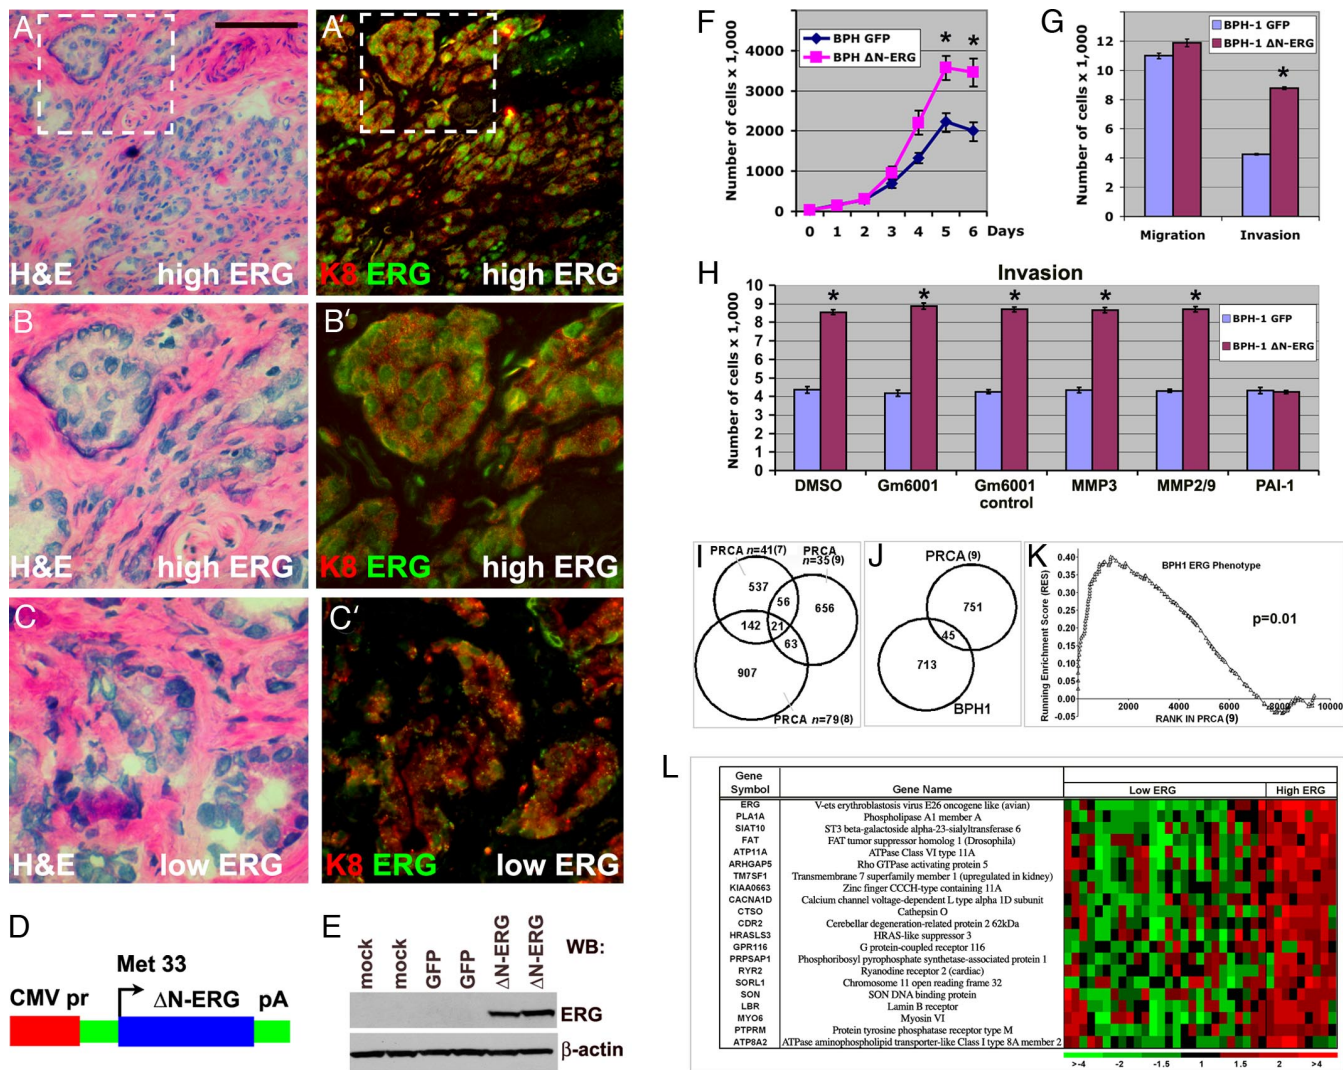 A
H&E high ERG
A'
K8 ERG high ERG
B
H&E high ERG
B'
K8 ERG high ERG
C
H&E low ERG
C'
K8 ERG low ERG
D
Met 33
CMV pr ΔN-ERG pA
E
mock mock GFP GFP ΔN-ERG ΔN-ERG WB:
ERG
β-actin
F
BPH GFP
BPH ΔN-ERG
Number of cells x 1,000
4000
3000
2000
1000
0
0 1 2 3 4 5 6 Days
* *
G
BPH-1 GFP
BPH-1 ΔN-ERG
Number of cells x 1,000
12
10
8
6
4
2
0
*
Migration Invasion
H
Invasion
BPH-1 GFP
BPH-1 ΔN-ERG
Number of cells x 1,000
10
9
8
7
6
5
4
3
2
1
0
* * * * *
DMSO Gm6001 Gm6001 control MMP3 MMP2/9 PAI-1
I
PRCA n=41(7)
PRCA n=35(9)
537
56
656
142
21
63
907
PRCA n=79(8)
J
PRCA (9)
751
45
713
BPH1
K
BPH1 ERG Phenotype
p=0.01
Running Enrichment Score (RES)
0.40
0.35
0.30
0.25
0.20
0.15
0.10
0.05
0.00
-0.05
0 2000 4000 6000 8000 10000
RANK IN PRCA (9)
L
Gene Symbol Gene Name Low ERG High ERG
ERG V-ets erythroblastosis virus E26 oncogene like (avian)
PLA1A Phospholipase A1 member A
SIAT10 ST3 beta-galactoside alpha-23-sialyltransferase 6
FAT FAT tumor suppressor homolog 1 (Drosophila)
ATP11A ATPase Class VI type 11A
ARHGAP5 Rho GTPase activating protein 5
TM7SF1 Transmembrane 7 superfamily member 1 (upregulated in kidney)
KIAA0663 Zinc finger CCCH-type containing 11A
CACNA1D Calcium channel voltage-dependent L type alpha 1D subunit
CTSO Cathepsin O
CDR2 Cerebellar degeneration-related protein 2 62kDa
HRASLS3 HRAS-like suppressor 3
GPR116 G protein-coupled receptor 116
PRPSAP1 Phosphoribosyl pyrophosphate synthetase-associated protein 1
RYR2 Ryanodine receptor 2 (cardiac)
SORL1 Chromosome 11 open reading frame 32
SON SON DNA binding protein
LBR Lamin B receptor
MYO6 Myosin VI
PTPRM Protein tyrosine phosphatase receptor type M
ATP8A2 ATPase aminophospholipid transporter-like Class I type 8A member 2
>-4 -2 -1.5 1 1.5 2 >4